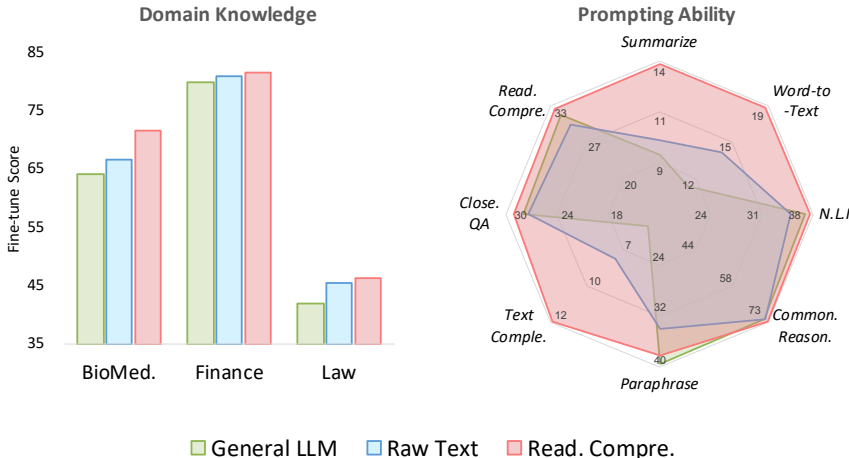 Domain Knowledge
85
75
65
55
45
35
Fine-tune Score
BioMed.
Finance
Law
Prompting Ability
Summarize
Word-to
-Text
N.L.I
Common.
Reason.
Paraphrase
Text
Comple.
Close.
QA
Read.
Compre.
14
11
9
19
15
12
38
31
24
73
58
44
40
32
24
12
10
7
30
24
18
33
27
20
General LLM
Raw Text
Read. Compre.